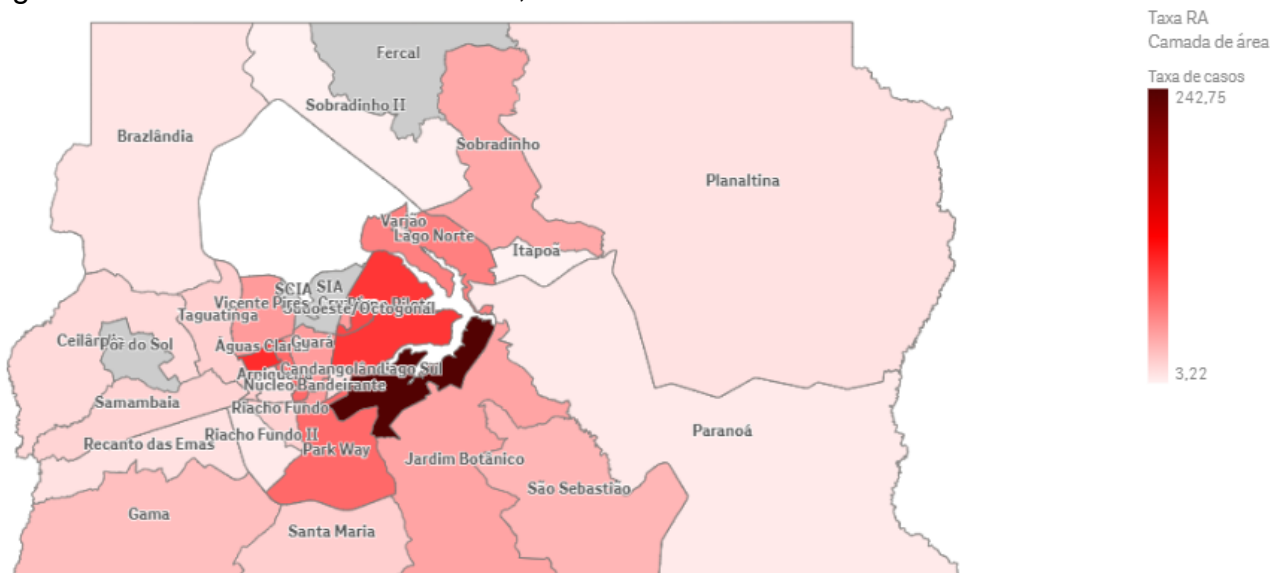 Taxa RA
Camada de área
Taxa de casos
242,75
3,22
Fercal
Sobradinho II
Brazlândia
Sobradinho
Planaltina
Varjão
Lago Norte
Itapoã
SCIA SIA
Vicente Pires
Sudoeste/Octogonal
Taguatinga
Ceilândia
Pôr do Sol
Águas Claras
Guará
Candangolândia
Lago Sul
Núcleo Bandeirante
Samambaia
Riacho Fundo
Riacho Fundo II
Recanto das Emas
Park Way
Jardim Botânico
Paranoá
São Sebastião
Gama
Santa Maria